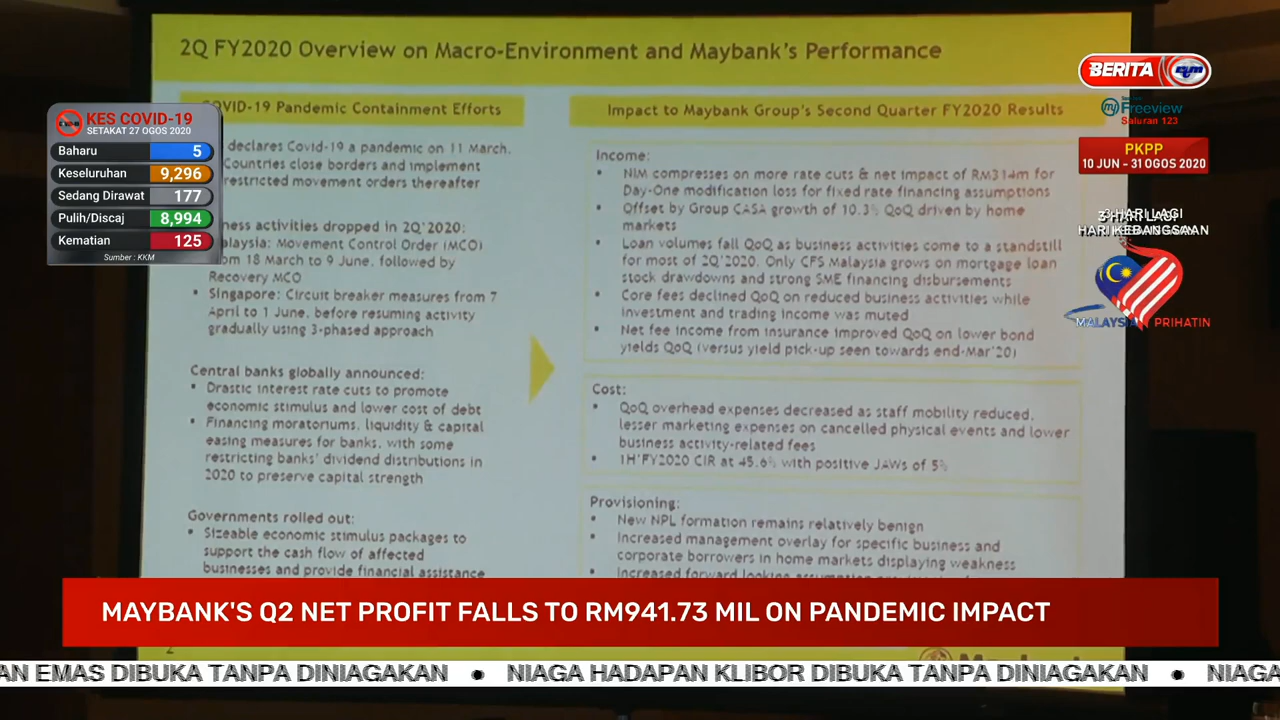 2Q FY2020 Overview on Macro-Environment and Maybank's Performance
COVID-19 Pandemic Containment Efforts
declares Covid-19 a pandemic on 11 March.
Countries close borders and implement
restricted movement orders thereafter
ness activities dropped in 2Q'2020:
alaysia: Movement Control Order (MCO)
om 18 March to 9 June, followed by
Recovery MCO
• Singapore: Circuit breaker measures from 7
April to 1 June, before resuming activity
gradually using 3-phased approach
Central banks globally announced:
• Drastic interest rate cuts to promote
economic stimulus and lower cost of debt
• Financing moratoriums, liquidity & capital
easing measures for banks, with some
restricting banks' dividend distributions in
2020 to preserve capital strength
Governments rolled out:
• Sizeable economic stimulus packages to
support the cash flow of affected
businesses and provide financial assistance
Impact to Maybank Group's Second Quarter FY2020 Results
Income:
• NIM compresses on more rate cuts & net impact of RM314m for
Day-One modification loss for fixed rate financing assumptions
• Offset by Group CASA growth of 10.3% QoQ driven by home
markets
• Loan volumes fall QoQ as business activities come to a standstill
for most of 2Q'2020. Only CFS Malaysia grows on mortgage loan
stock drawdowns and strong SME financing disbursements
• Core fees declined QoQ on reduced business activities while
investment and trading income was muted
• Net fee income from insurance improved QoQ on lower bond
yields QoQ (versus yield pick-up seen towards end-Mar'20)
Cost:
• QoQ overhead expenses decreased as staff mobility reduced,
lesser marketing expenses on cancelled physical events and lower
business activity-related fees
• 1H'FY2020 CIR at 45.6% with positive JAWs of 5%
Provisioning:
• New NPL formation remains relatively benign
• Increased management overlay for specific business and
corporate borrowers in home markets displaying weakness
• Increased forward looking assumption
2
KES COVID-19
SETAKAT 27 OGOS 2020
Baharu 5
Keseluruhan 9,296
Sedang Dirawat 177
Pulih/Discaj 8,994
Kematian 125
Sumber : KKM
BERITA
my Freeview
Saluran 123
PKPP
10 JUN - 31 OGOS 2020
3 HARI LAGI
HARI KEBANGSAAN
MALAYSIA PRIHATIN
MAYBANK'S Q2 NET PROFIT FALLS TO RM941.73 MIL ON PANDEMIC IMPACT
AN EMAS DIBUKA TANPA DINIAGAKAN • NIAGA HADAPAN KLIBOR DIBUKA TANPA DINIAGAKAN • NIAGA